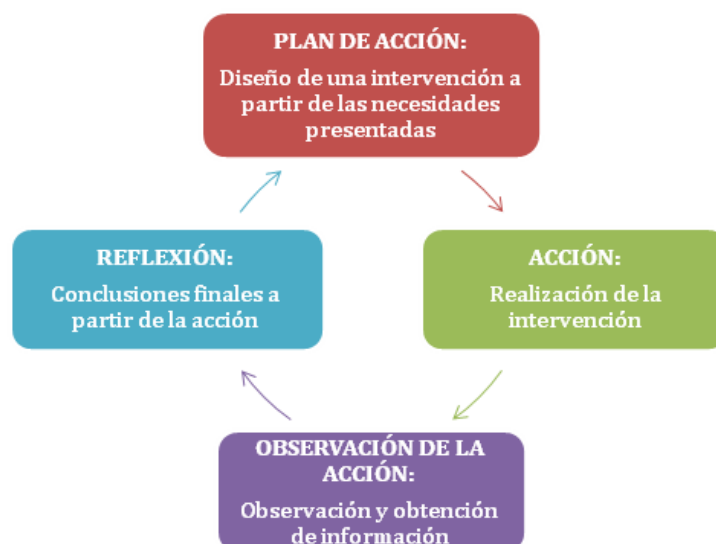 PLAN DE ACCIÓN:
Diseño de una intervención a
partir de las necesidades
presentadas
ACCIÓN:
Realización de la
intervención
OBSERVACIÓN DE LA
ACCIÓN:
Observación y obtención
de información
REFLEXIÓN:
Conclusiones finales a
partir de la acción